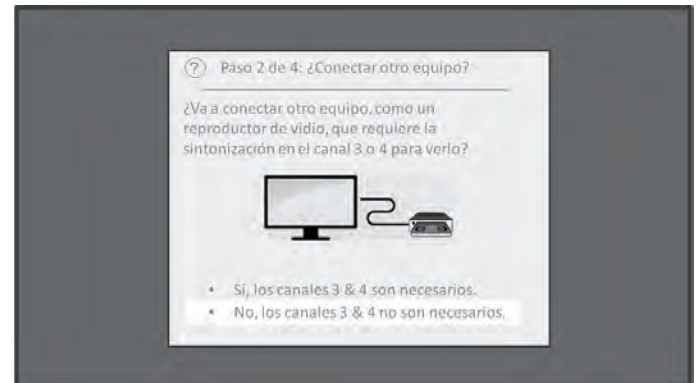 ? Paso 2 de 4: ¿Conectar otro equipo?
¿Va a conectar otro equipo, como un
reproductor de vidio, que requiere la
sintonización en el canal 3 o 4 para verlo?
• Sí, los canales 3 & 4 son necesarios.
• No, los canales 3 & 4 no son necesarios.